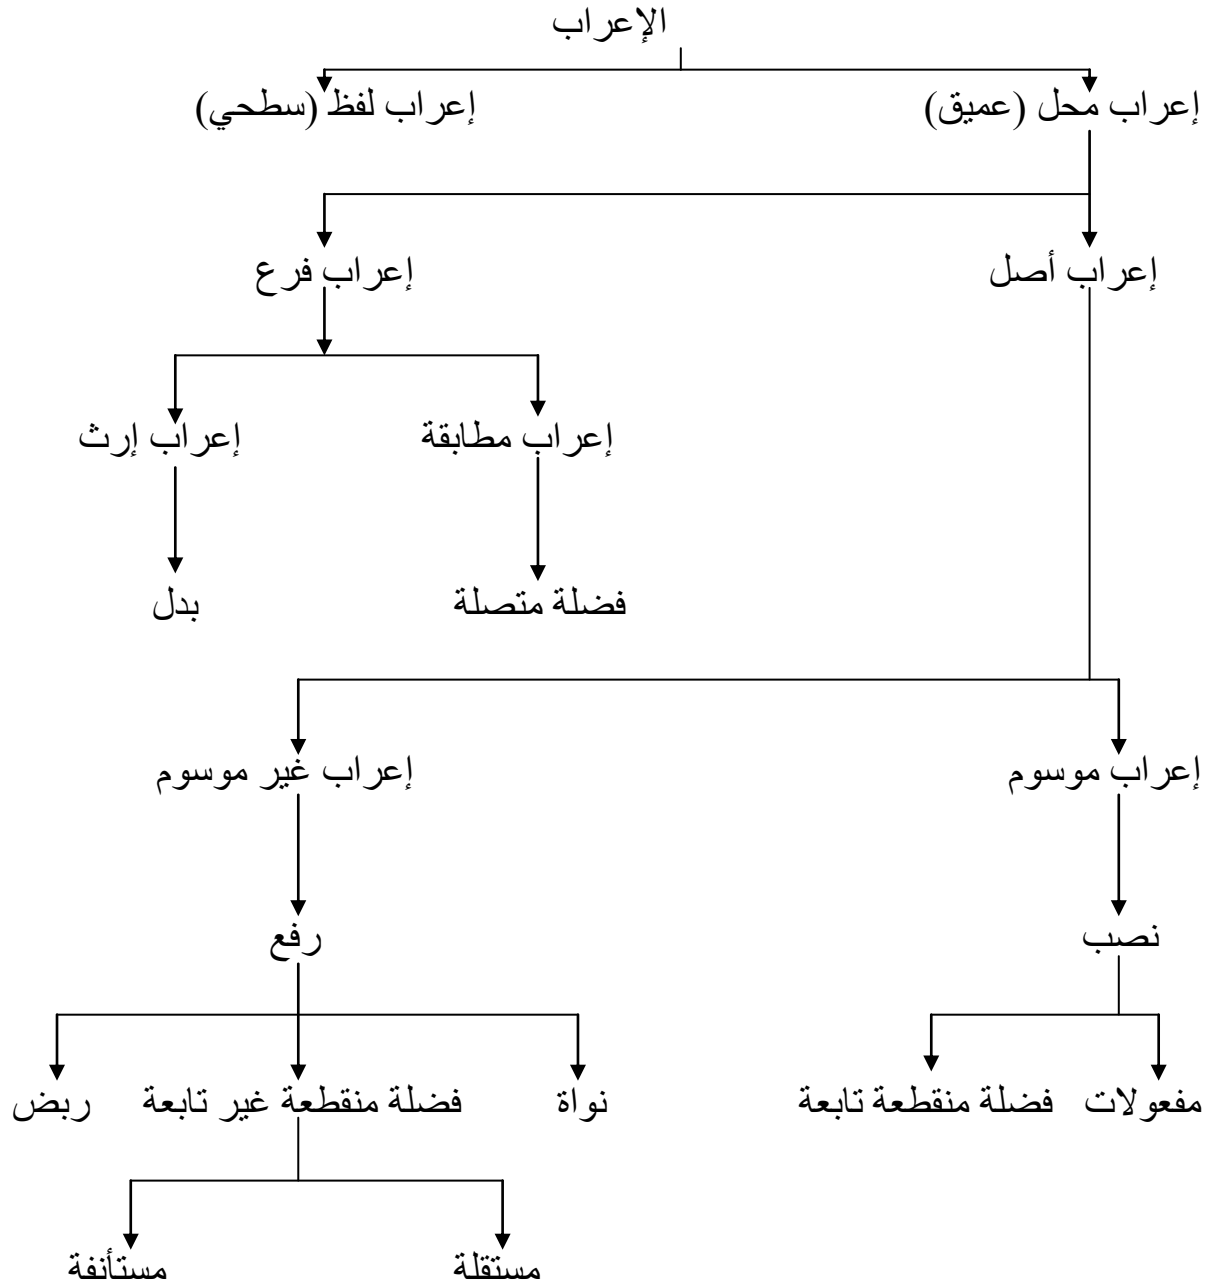 الإعراب
إعراب محل (عميق) إعراب لفظ (سطحي)
إعراب أصل إعراب فرع
إعراب مطابقة إعراب إرث
فضلة متصلة بدل
إعراب موسوم إعراب غير موسوم
نصب رفع
مفعولات فضلة منقطعة تابعة نواة فضلة منقطعة غير تابعة ربض
مستقلة مستأنفة